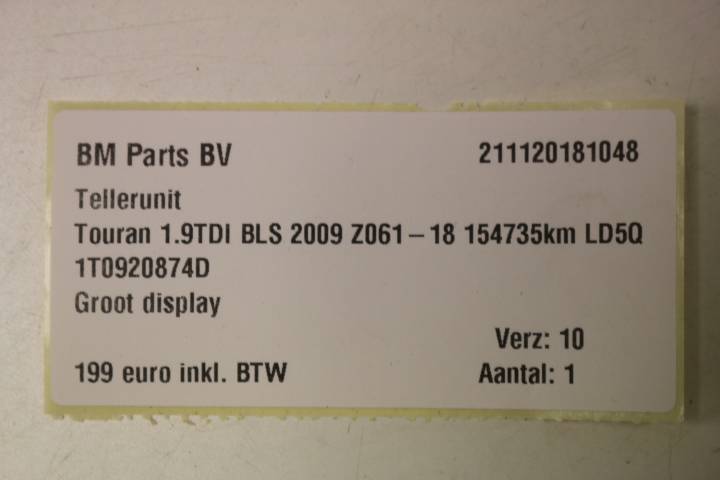 BM Parts BV 211120181048
Tellerunit
Touran 1.9TDI BLS 2009 Z061-18 154735km LD5Q
1T0920874D
Groot display
Verz: 10
199 euro inkl. BTW Aantal: 1